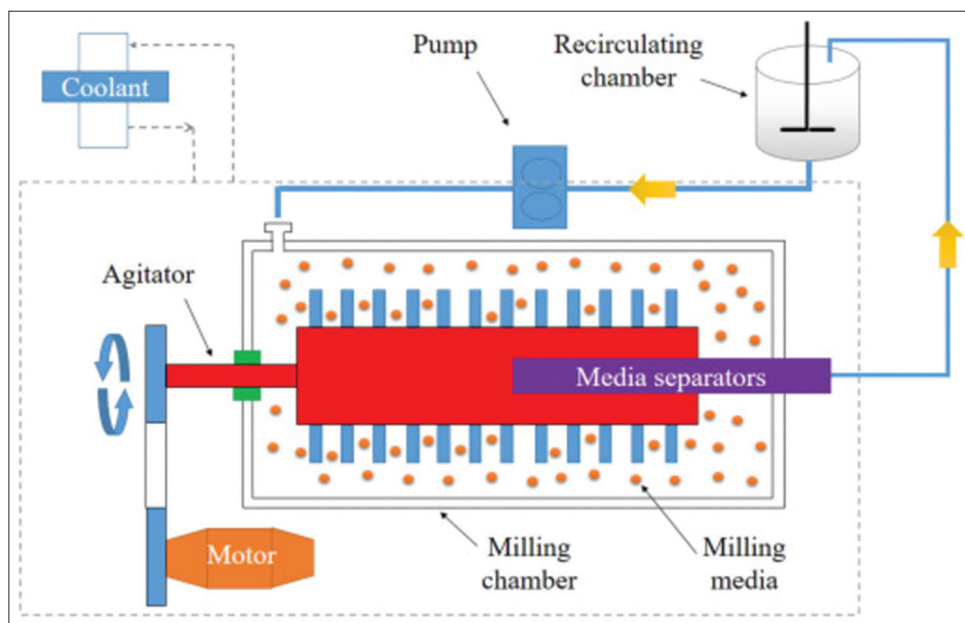 Pump
Recirculating
chamber
Coolant
Agitator
Media separators
Motor
Milling
chamber
Milling
media